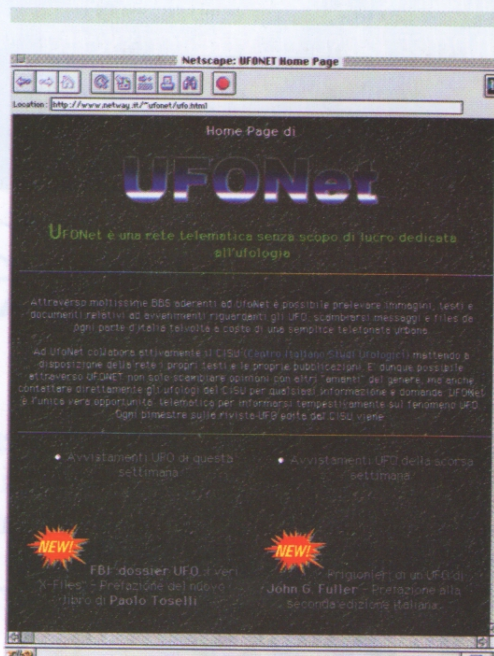 Netscape: UFONET Home Page
Location: http://www.netway.it/~ufonet/ufo.html
Home Page di
UFONet
UFONet è una rete telematica senza scopo di lucro dedicata
all'ufologia
Attraverso moltissime BBS aderenti ad UfoNet è possibile prelevare immagini, testi e
documenti relativi ad avvenimenti riguardanti gli UFO, scambiarsi messaggi e files da
ogni parte d'Italia talvolta a costo di una semplice telefonata urbana.
Ad UfoNet collabora attivamente il CISU (Centro Italiano Studi Ufologici) mettendo a
disposizione della rete i propri testi e le proprie pubblicazioni. E' dunque possibile
attraverso UFONET non solo scambiare opinioni con altri "amanti" del genere, ma anche
contattare direttamente gli ufologi del CISU per qualsiasi informazione e domanda. UFONet
è l'unica vera opportunità telematica per informarsi tempestivamente sul fenomeno UFO.
Ogni bimestre sulla rivista UFO edita dal CISU viene
Avvistamenti UFO di questa
settimana
Avvistamenti UFO della scorsa
settimana
NEW!
FBI: dossier UFO, i veri
"X-Files" - Prefazione del nuovo
libro di Paolo Toselli
NEW!
Prigionieri di un UFO di
John G. Fuller - Prefazione alla
seconda edizione italiana.